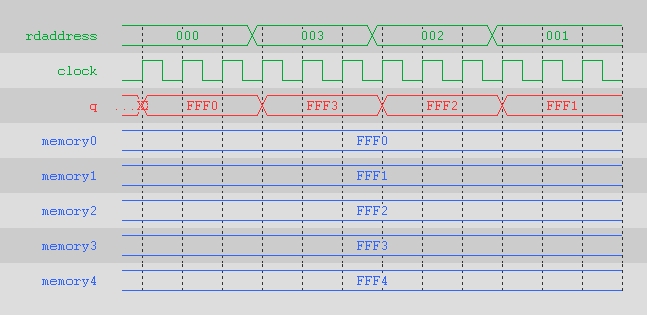 rdaddress 000 003 002 001
clock
q ...X FFF0 FFF3 FFF2 FFF1
memory0 FFF0
memory1 FFF1
memory2 FFF2
memory3 FFF3
memory4 FFF4